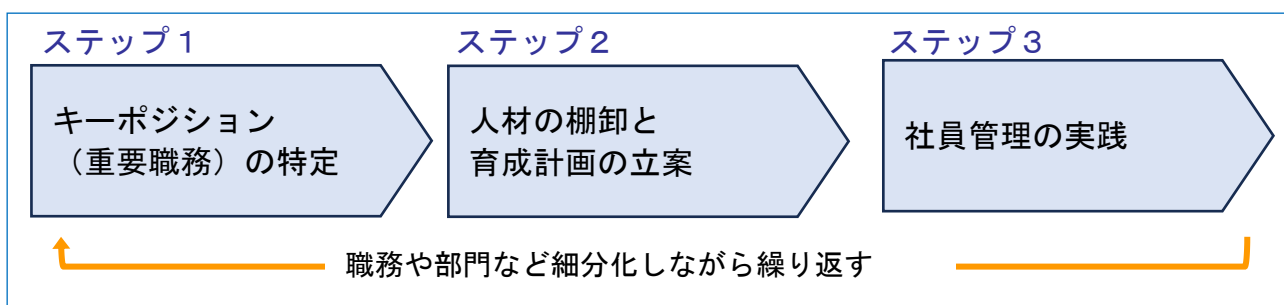 ステップ1
キーポジション
（重要職務）の特定
ステップ２
人材の棚卸と
育成計画の立案
ステップ３
社員管理の実践
職務や部門など細分化しながら繰り返す